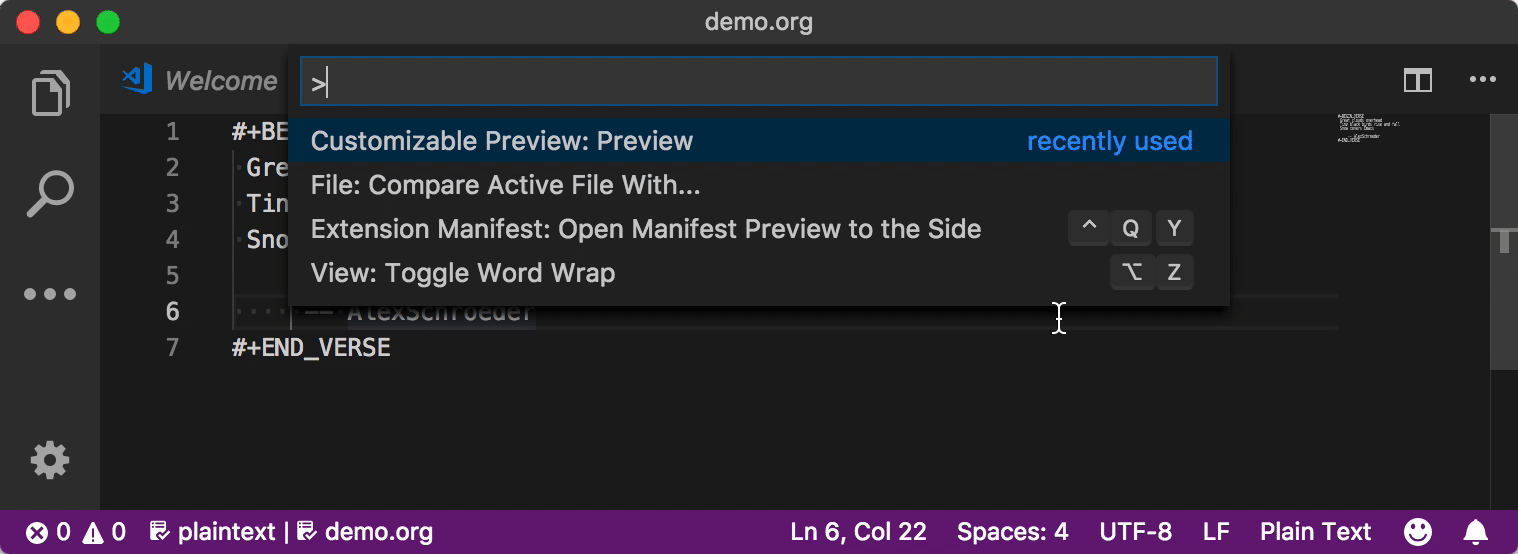 demo.org
Welcome
>
Customizable Preview: Preview recently used
File: Compare Active File With...
Extension Manifest: Open Manifest Preview to the Side ^ Q Y
View: Toggle Word Wrap ⌥ Z
1 #+BE
2 Gre
3 Tin
4 Sno
5
6 -- AlexSchroeder
7 #+END_VERSE
0 0 plaintext | demo.org Ln 6, Col 22 Spaces: 4 UTF-8 LF Plain Text